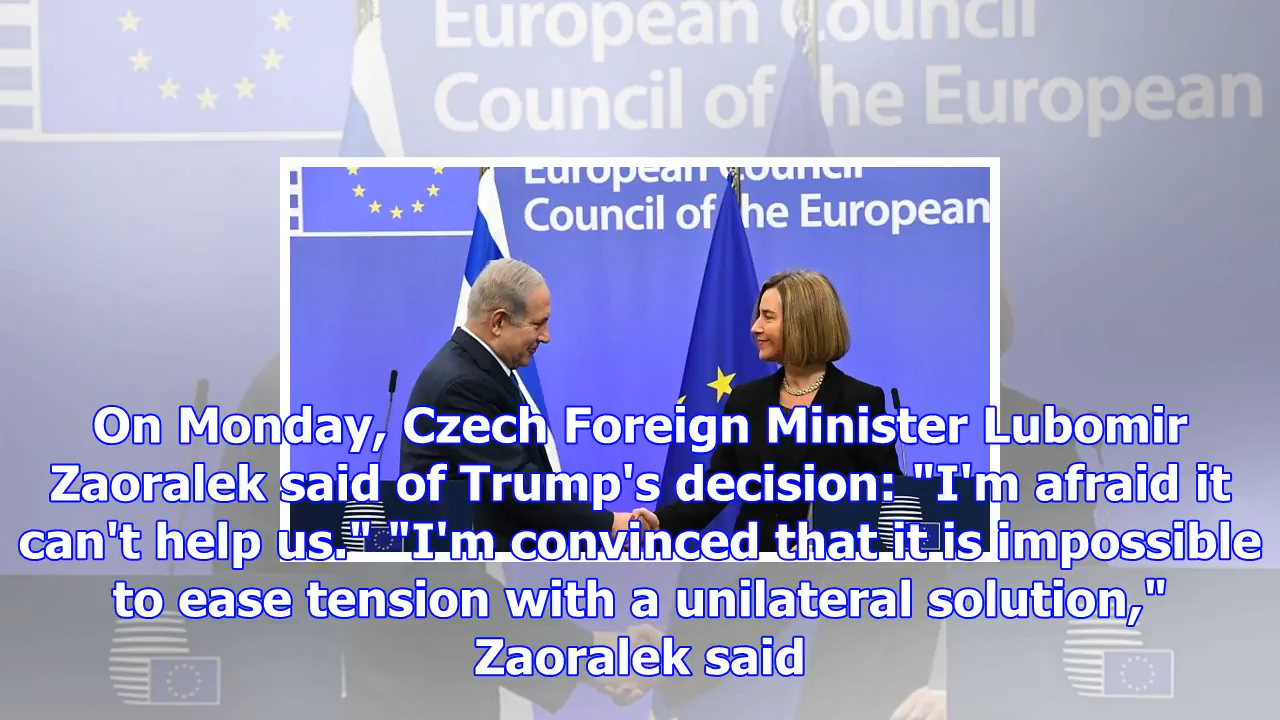 European Council
Council of the European
European Council
Council of the European
On Monday, Czech Foreign Minister Lubomir
Zaoralek said of Trump's decision: "I'm afraid it
can't help us." "I'm convinced that it is impossible
to ease tension with a unilateral solution,"
Zaoralek said